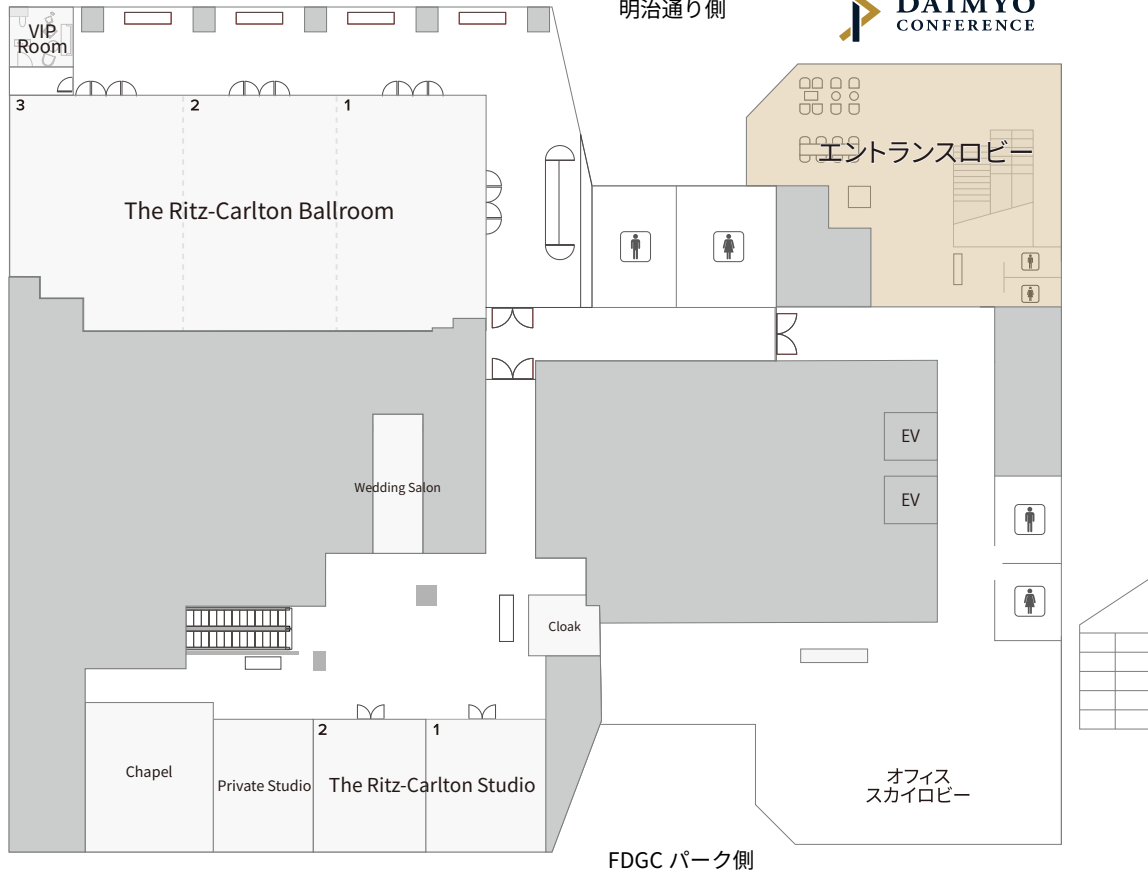 明治通り側
DAIMYO
CONFERENCE
VIP
Room
3
2
1
エントランスロビー
The Ritz-Carlton Ballroom
EV
Wedding Salon
EV
Cloak
2
1
Chapel
Private Studio
The Ritz-Carlton Studio
オフィス
スカイロビー
FDGC パーク側